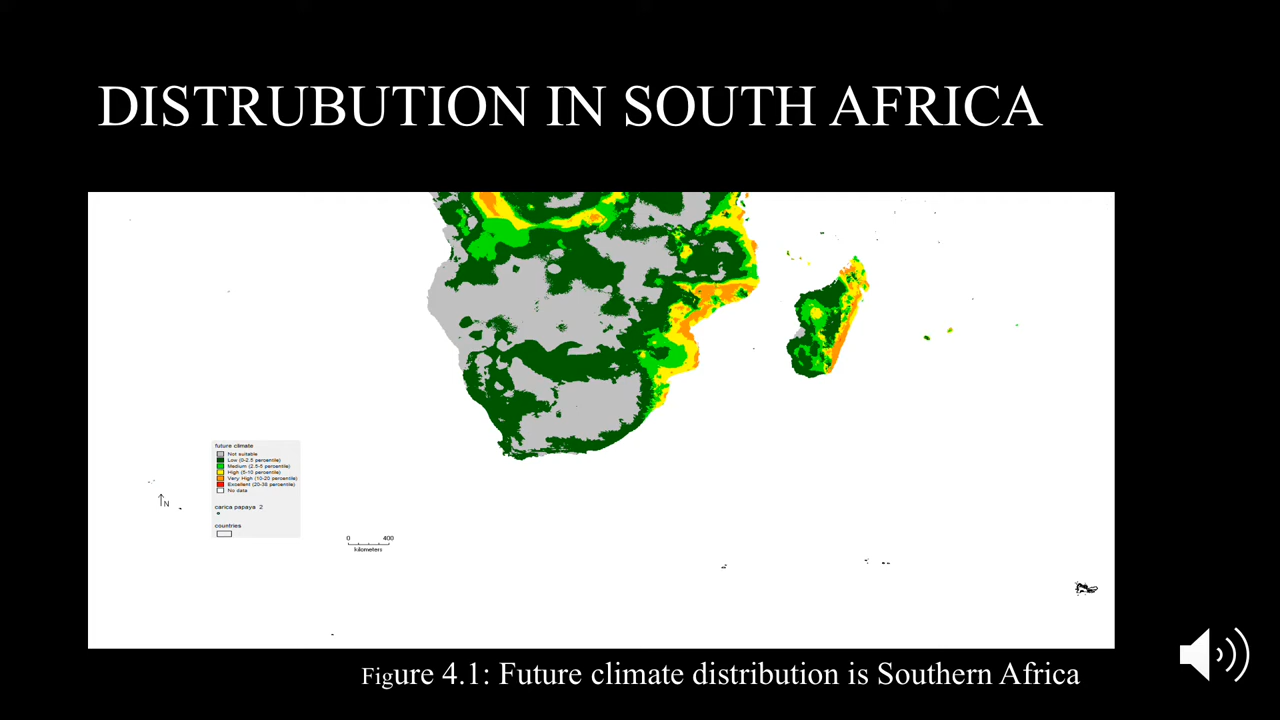 DISTRUBUTION IN SOUTH AFRICA
future climate
Not suitable
Low (0-2.5 percentile)
Medium (2.5-5 percentile)
High (5-10 percentile)
Very High (10-20 percentile)
Excellent (20-36 percentile)
No data
carica papaya 2
countries
N
0 400
kilometers
Figure 4.1: Future climate distribution is Southern Africa